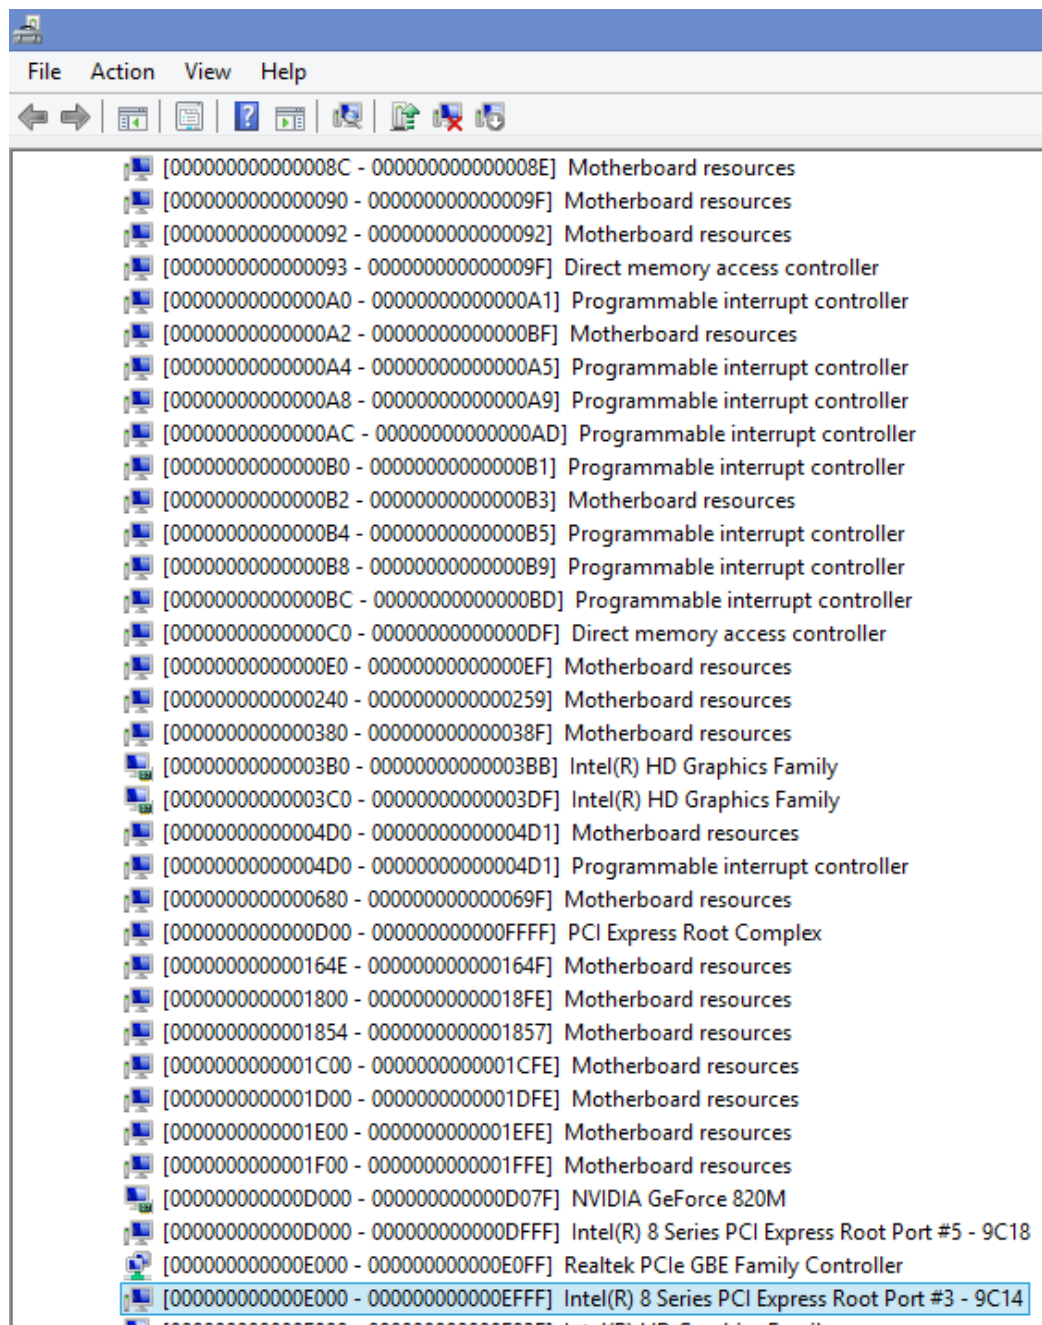 File Action View Help
[000000000000008C - 000000000000008E] Motherboard resources
[0000000000000090 - 000000000000009F] Motherboard resources
[0000000000000092 - 0000000000000092] Motherboard resources
[0000000000000093 - 000000000000009F] Direct memory access controller
[00000000000000A0 - 00000000000000A1] Programmable interrupt controller
[00000000000000A2 - 00000000000000BF] Motherboard resources
[00000000000000A4 - 00000000000000A5] Programmable interrupt controller
[00000000000000A8 - 00000000000000A9] Programmable interrupt controller
[00000000000000AC - 00000000000000AD] Programmable interrupt controller
[00000000000000B0 - 00000000000000B1] Programmable interrupt controller
[00000000000000B2 - 00000000000000B3] Motherboard resources
[00000000000000B4 - 00000000000000B5] Programmable interrupt controller
[00000000000000B8 - 00000000000000B9] Programmable interrupt controller
[00000000000000BC - 00000000000000BD] Programmable interrupt controller
[00000000000000C0 - 00000000000000DF] Direct memory access controller
[00000000000000E0 - 00000000000000EF] Motherboard resources
[0000000000000240 - 0000000000000259] Motherboard resources
[0000000000000380 - 000000000000038F] Motherboard resources
[00000000000003B0 - 00000000000003BB] Intel(R) HD Graphics Family
[00000000000003C0 - 00000000000003DF] Intel(R) HD Graphics Family
[00000000000004D0 - 00000000000004D1] Motherboard resources
[00000000000004D0 - 00000000000004D1] Programmable interrupt controller
[0000000000000680 - 000000000000069F] Motherboard resources
[0000000000000D00 - 000000000000FFFF] PCI Express Root Complex
[000000000000164E - 000000000000164F] Motherboard resources
[0000000000001800 - 00000000000018FE] Motherboard resources
[0000000000001854 - 0000000000001857] Motherboard resources
[0000000000001C00 - 0000000000001CFE] Motherboard resources
[0000000000001D00 - 0000000000001DFE] Motherboard resources
[0000000000001E00 - 0000000000001EFE] Motherboard resources
[0000000000001F00 - 0000000000001FFE] Motherboard resources
[000000000000D000 - 000000000000D07F] NVIDIA GeForce 820M
[000000000000D000 - 000000000000DFFF] Intel(R) 8 Series PCI Express Root Port #5 - 9C18
[000000000000E000 - 000000000000E0FF] Realtek PCIe GBE Family Controller
[000000000000E000 - 000000000000EFFF] Intel(R) 8 Series PCI Express Root Port #3 - 9C14